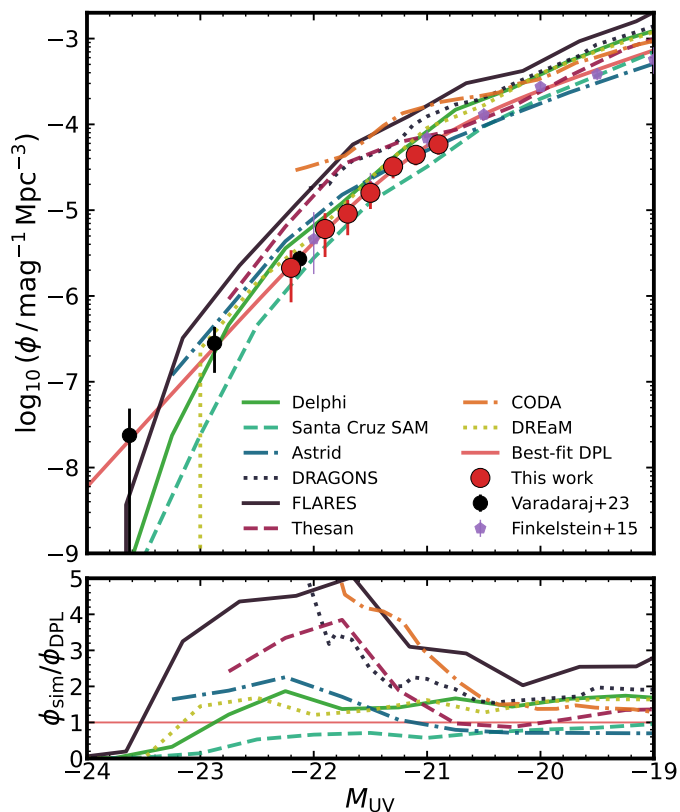 −3
−4
−5
−6
−7
−8
−9
log₁₀ (ϕ / mag⁻¹ Mpc⁻³)
Delphi
Santa Cruz SAM
Astrid
DRAGONS
FLARES
Thesan
CODA
DREaM
Best-fit DPL
This work
Varadaraj+23
Finkelstein+15
5
4
3
2
1
0
ϕsim/ϕDPL
−24 −23 −22 −21 −20 −19
MUV